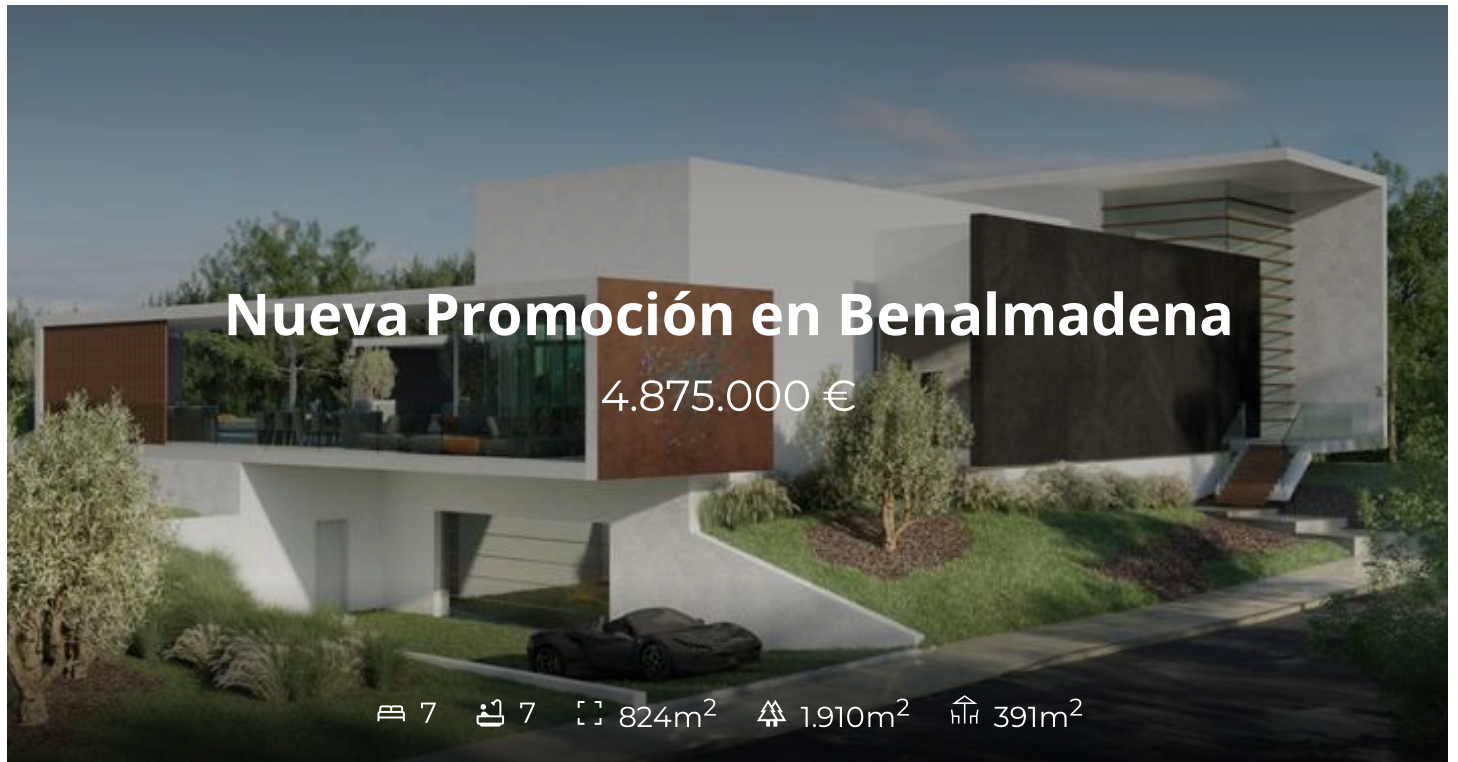 Nueva Promoción en Benalmadena
4.875.000 €
7 7 824m² 1.910m² 391m²